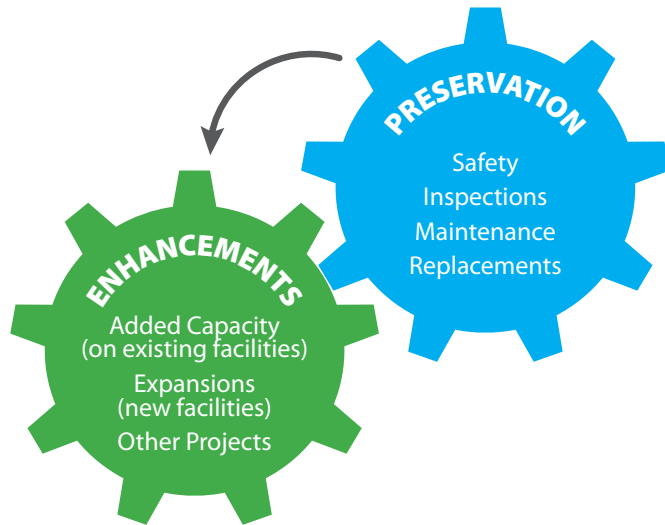 PRESERVATION
Safety
Inspections
Maintenance
Replacements
ENHANCEMENTS
Added Capacity
(on existing facilities)
Expansions
(new facilities)
Other Projects